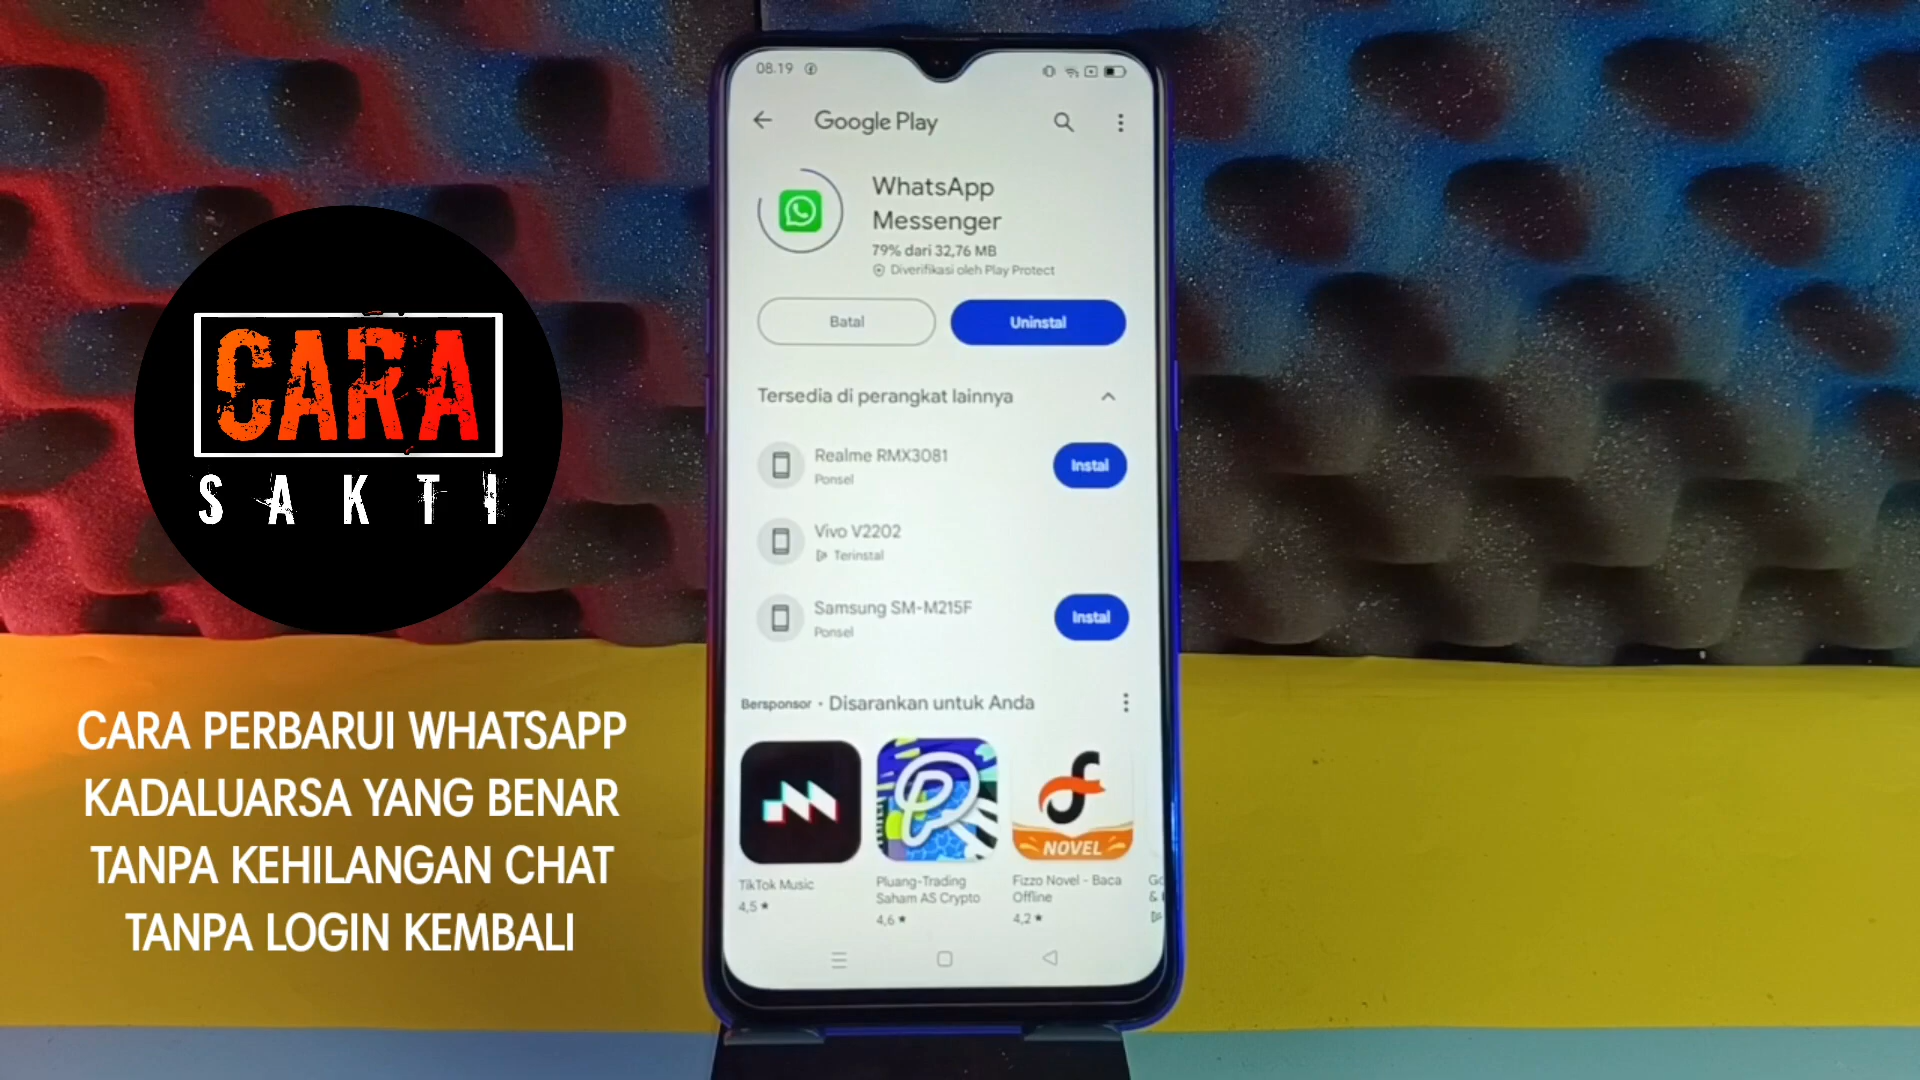 CARA
SAKTI
CARA PERBARUI WHATSAPP
KADALUARSA YANG BENAR
TANPA KEHILANGAN CHAT
TANPA LOGIN KEMBALI
08.19
Google Play
WhatsApp
Messenger
79% dari 32,76 MB
Diverifikasi oleh Play Protect
Batal
Uninstal
Tersedia di perangkat lainnya
Realme RMX3081
Ponsel
Instal
Vivo V2202
Terinstal
Samsung SM-M215F
Ponsel
Instal
Bersponsor • Disarankan untuk Anda
NOVEL
TikTok Music
4,5 ★
Pluang-Trading
Saham AS Crypto
4,6 ★
Fizzo Novel - Baca
Offline
4,2 ★